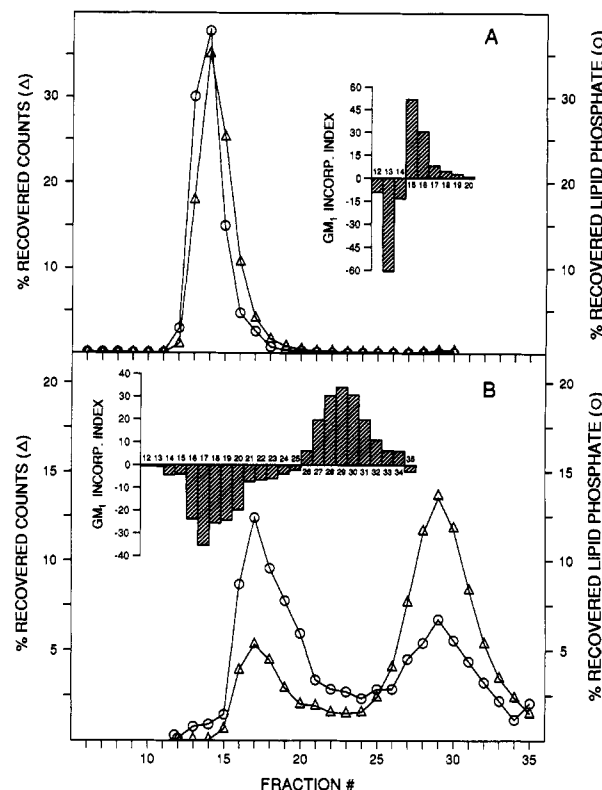 A
% RECOVERED COUNTS (Δ)
30
20
10
% RECOVERED LIPID PHOSPHATE (o)
30
20
10
GM₁ INCORP. INDEX
60
45
30
15
0
-15
-30
-45
-60
12 13 14 15 16 17 18 19 20
B
% RECOVERED COUNTS (Δ)
20
15
10
5
% RECOVERED LIPID PHOSPHATE (o)
20
15
10
5
GM₁ INCORP. INDEX
40
30
20
10
0
-10
-20
-30
-40
12 13 14 15 16 17 18 19 20 21 22 23 24 25 26 27 28 29 30 31 32 33 34 35
10 15 20 25 30 35
FRACTION #